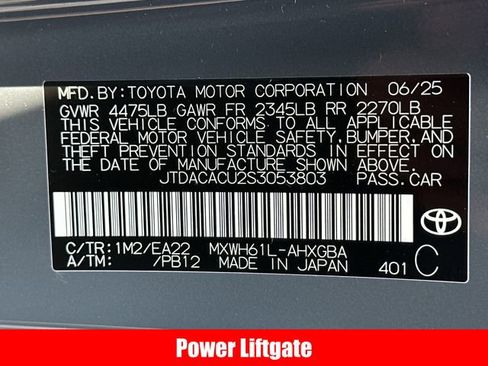 MFD.BY:TOYOTA MOTOR CORPORATION 06/25
GVWR 4475LB GAWR FR 2345LB RR 2270LB
THIS VEHICLE CONFORMS TO ALL APPLICABLE
FEDERAL MOTOR VEHICLE SAFETY,BUMPER,AND
THEFT PREVENTION STANDARDS IN EFFECT ON
THE DATE OF MANUFACTURE SHOWN ABOVE.
JTDACACU2S3053803 PASS.CAR
C/TR:1M2/EA22 MXWH61L-AHXGBA
A/TM: /PB12 MADE IN JAPAN 401 C
Power Liftgate